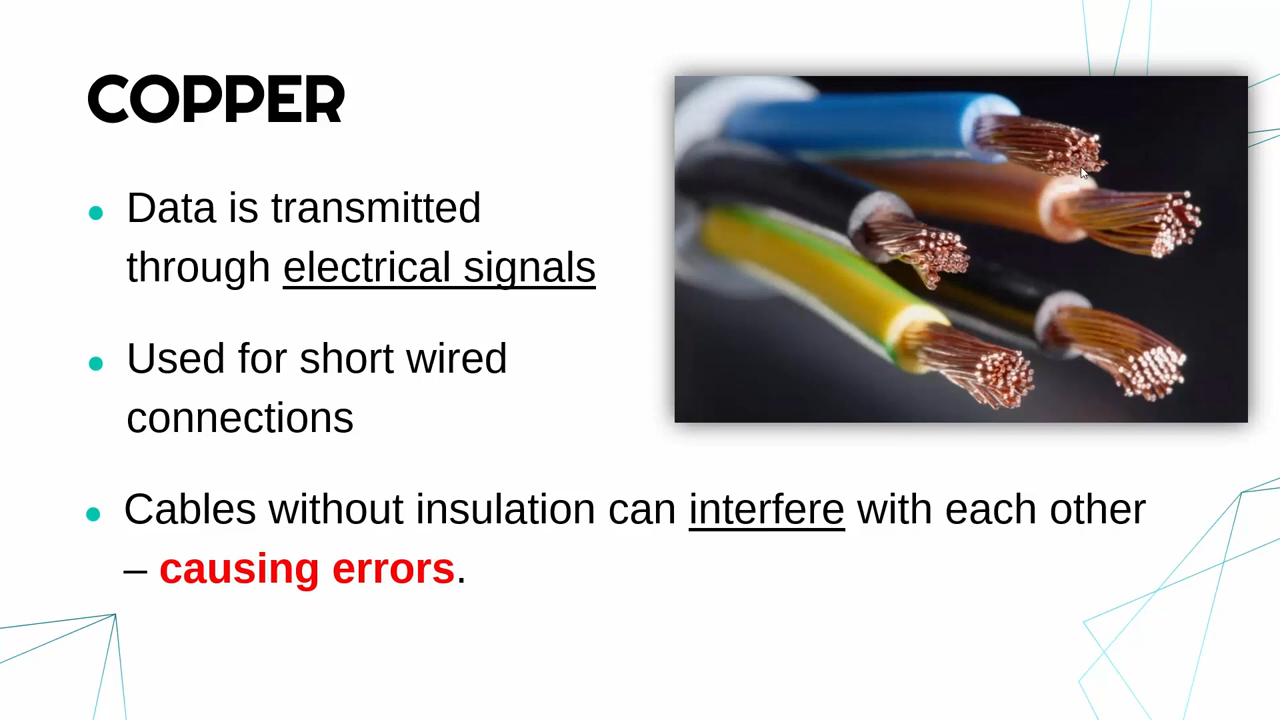 COPPER
Data is transmitted
through electrical signals
Used for short wired
connections
Cables without insulation can interfere with each other
– causing errors.